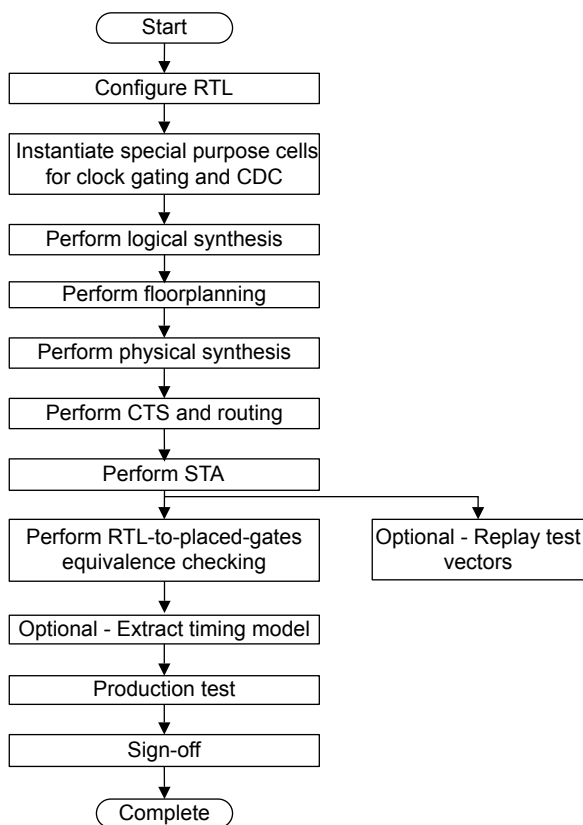 Start
Configure RTL
Instantiate special purpose cells
for clock gating and CDC
Perform logical synthesis
Perform floorplanning
Perform physical synthesis
Perform CTS and routing
Perform STA
Perform RTL-to-placed-gates
equivalence checking
Optional - Replay test
vectors
Optional - Extract timing model
Production test
Sign-off
Complete